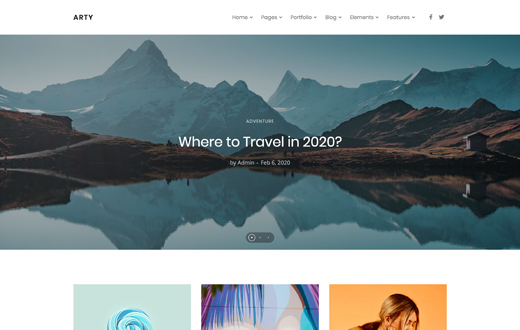 ARTY
Home Pages Portfolio Blog Elements Features
ADVENTURE
Where to Travel in 2020?
by Admin - Feb 6, 2020